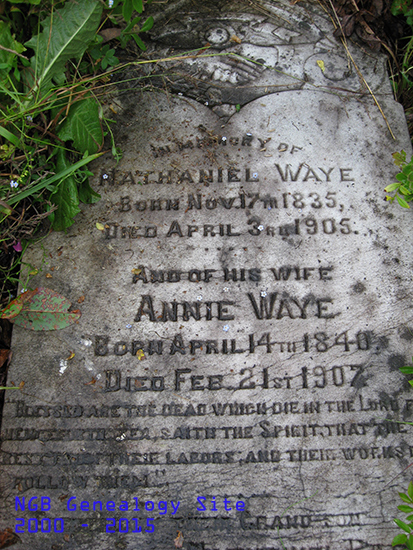 IN MEMORY OF
NATHANIEL WAYE
BORN NOV. 17TH 1835,
DIED APRIL 3RD 1905.
AND OF HIS WIFE
ANNIE WAYE
BORN APRIL 14TH 1840.
DIED FEB. 21ST 1907.
"BLESSED ARE THE DEAD WHICH DIE IN THE LORD
SAITH THE SPIRIT, THAT
THEIR LABORS, AND THEIR WORKS
FOLLOW THEM."
NGB Genealogy Site
2000 - 2015
GRAND-SON